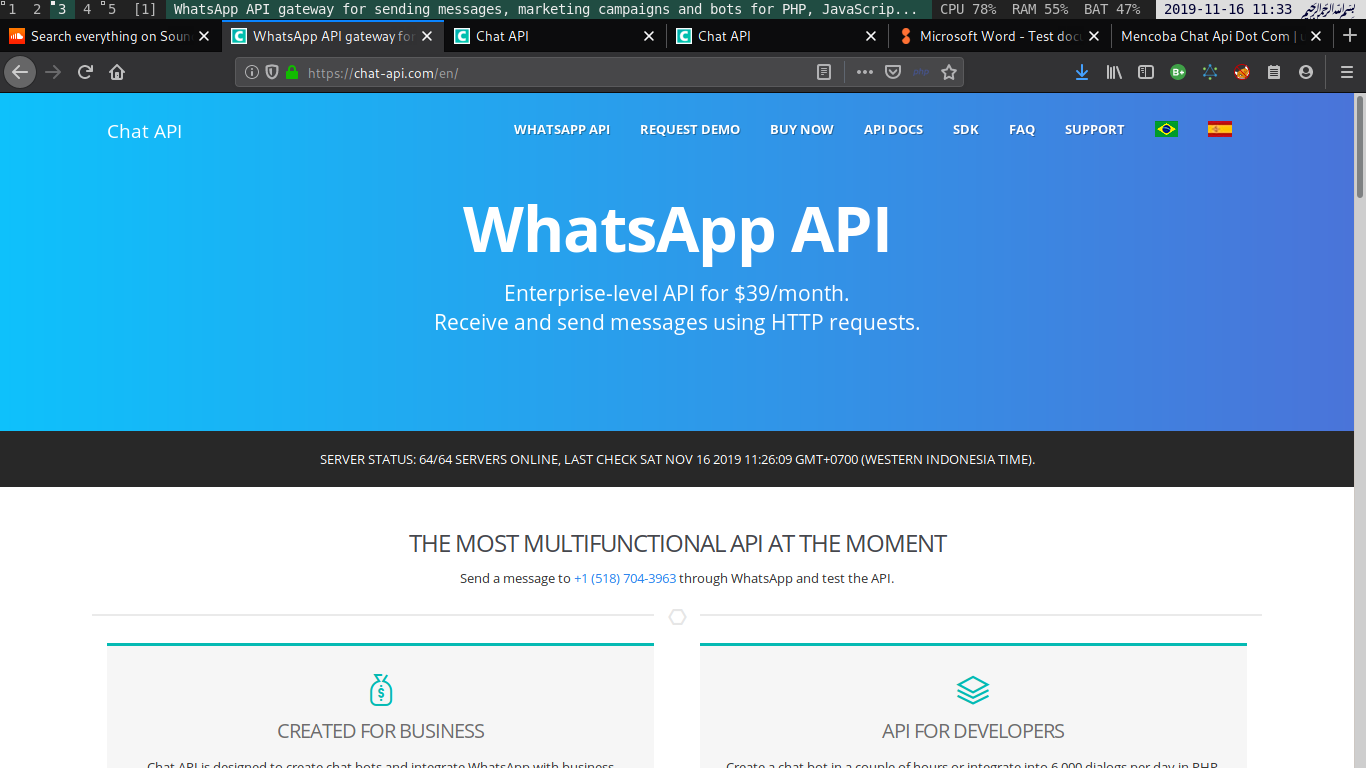 1 2 3 4 5 [1] WhatsApp API gateway for sending messages, marketing campaigns and bots for PHP, JavaScrip... CPU 78% RAM 55% BAT 47% 2019-11-16 11:33
Search everything on Soun WhatsApp API gateway for Chat API Chat API Microsoft Word - Test doc Mencoba Chat Api Dot Com |
https://chat-api.com/en/
Chat API WHATSAPP API REQUEST DEMO BUY NOW API DOCS SDK FAQ SUPPORT
WhatsApp API
Enterprise-level API for $39/month.
Receive and send messages using HTTP requests.
SERVER STATUS: 64/64 SERVERS ONLINE, LAST CHECK SAT NOV 16 2019 11:26:09 GMT+0700 (WESTERN INDONESIA TIME).
THE MOST MULTIFUNCTIONAL API AT THE MOMENT
Send a message to +1 (518) 704-3963 through WhatsApp and test the API.
CREATED FOR BUSINESS
Chat API is designed to create chat bots and integrate WhatsApp with business
API FOR DEVELOPERS
Create a chat bot in a couple of hours or integrate into 6,000 dialogs per day in PHP,